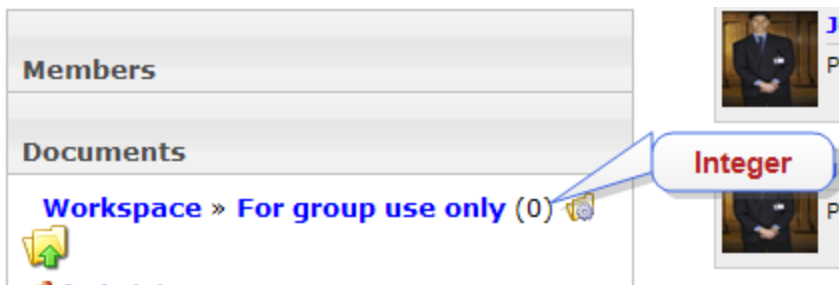 Members
Documents
Workspace » For group use only (0)
Integer
J
P
P